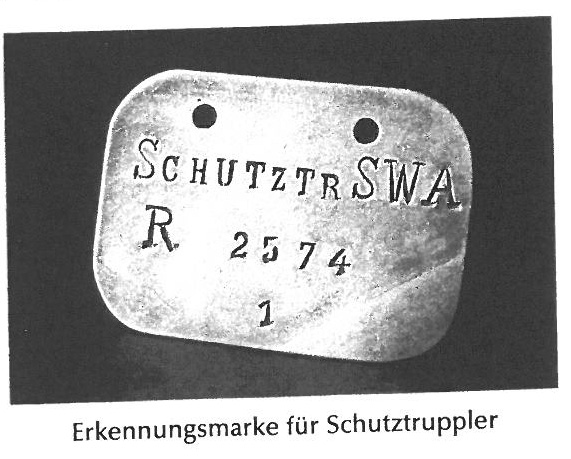 SCHUTZTR SWA
R 2574
1
Erkennungsmarke für Schutztruppler